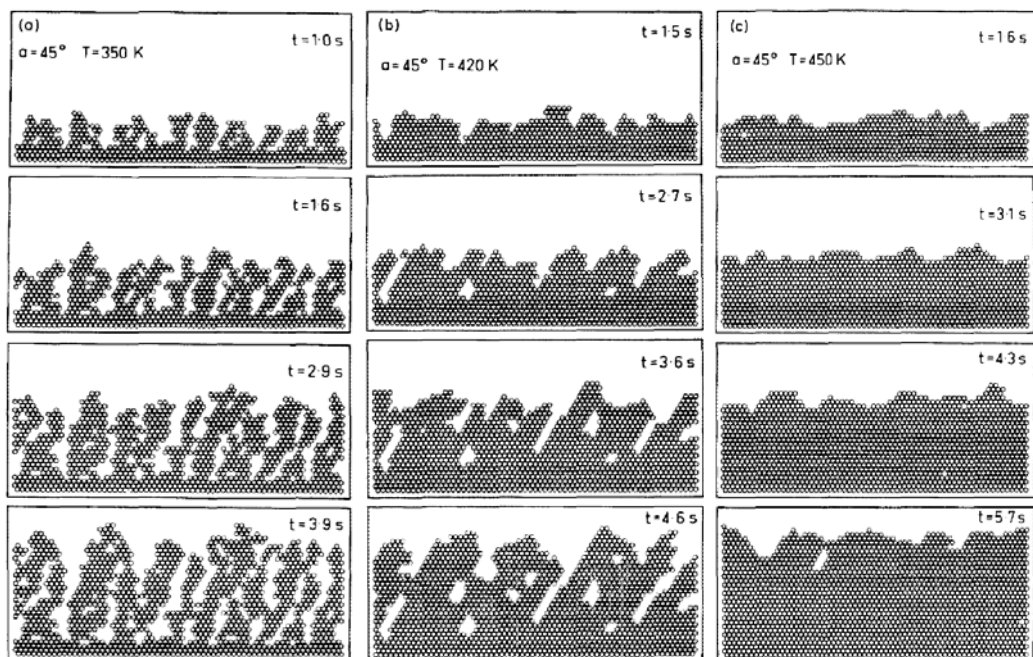 (a)
t=1·0 s
a=45° T=350 K
t=1·6 s
t=2·9 s
t=3·9 s
(b)
t=1·5 s
a=45° T=420 K
t=2·7 s
t=3·6 s
t=4·6 s
(c)
t=1·6 s
a=45° T=450 K
t=3·1 s
t=4·3 s
t=5·7 s